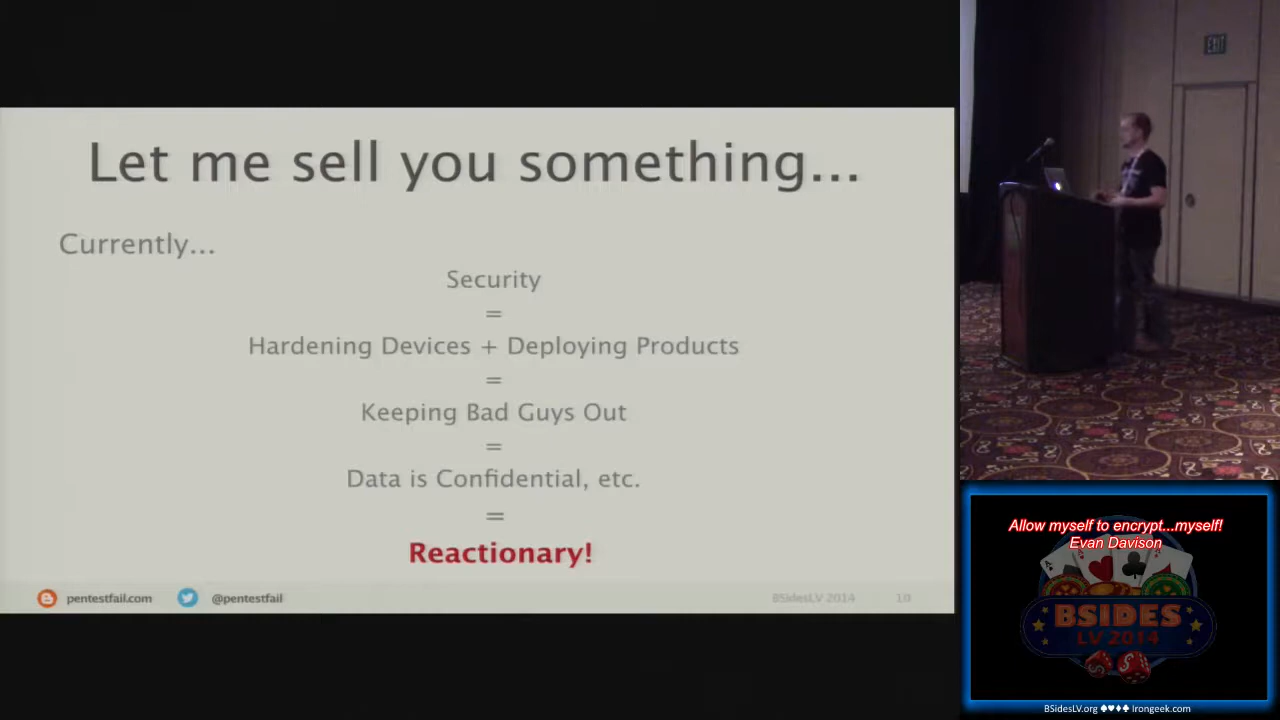 Let me sell you something...
Currently...
Security
=
Hardening Devices + Deploying Products
=
Keeping Bad Guys Out
=
Data is Confidential, etc.
=
Reactionary!
pentestfail.com @pentestfail BSidesLV 2014 10
EXIT
Allow myself to encrypt...myself!
Evan Davison
BSIDES
LV 2014
BSidesLV.org ♠♥♦♣ Irongeek.com